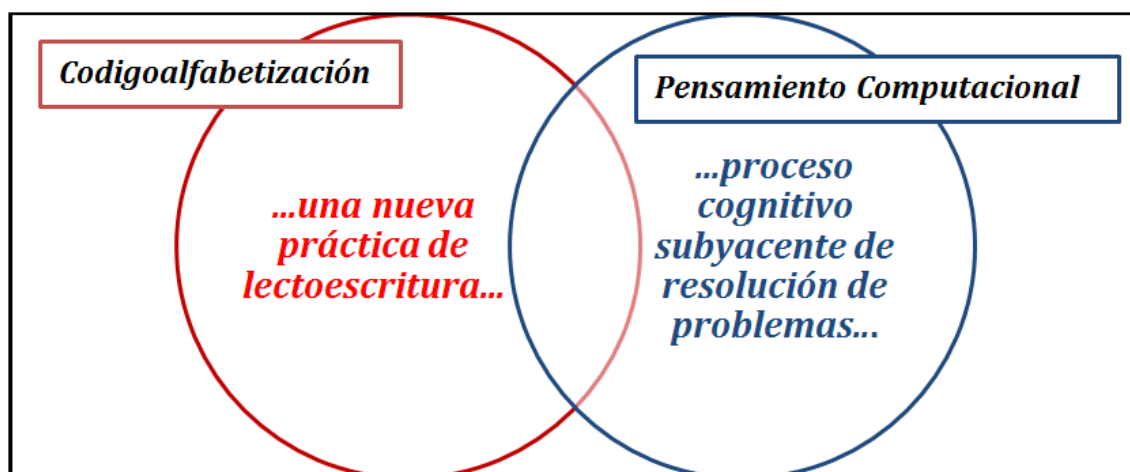 Codigoalfabetización
Pensamiento Computacional
...una nueva
práctica de
lectoescritura...
...proceso
cognitivo
subyacente de
resolución de
problemas...